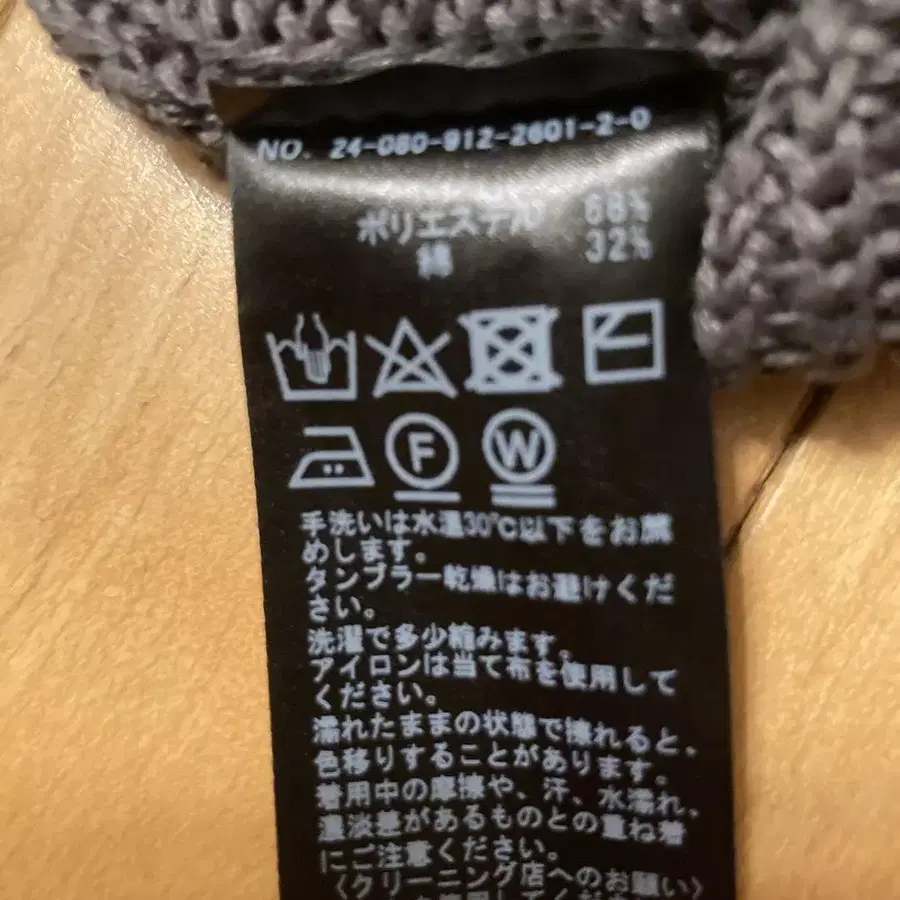 NO. 24-080-912-2601-2-0
ポリエステル 68%
綿 32%
F W
手洗いは水温30℃以下をお薦
めします。
タンブラー乾燥はお避けくだ
さい。
洗濯で多少縮みます。
アイロンは当て布を使用して
ください。
濡れたままの状態で擦れると、
色移りすることがあります。
着用中の摩擦や、汗、水濡れ、
濃淡差があるものとの重ね着
にご注意ください。
〈クリーニング店へのお願い〉